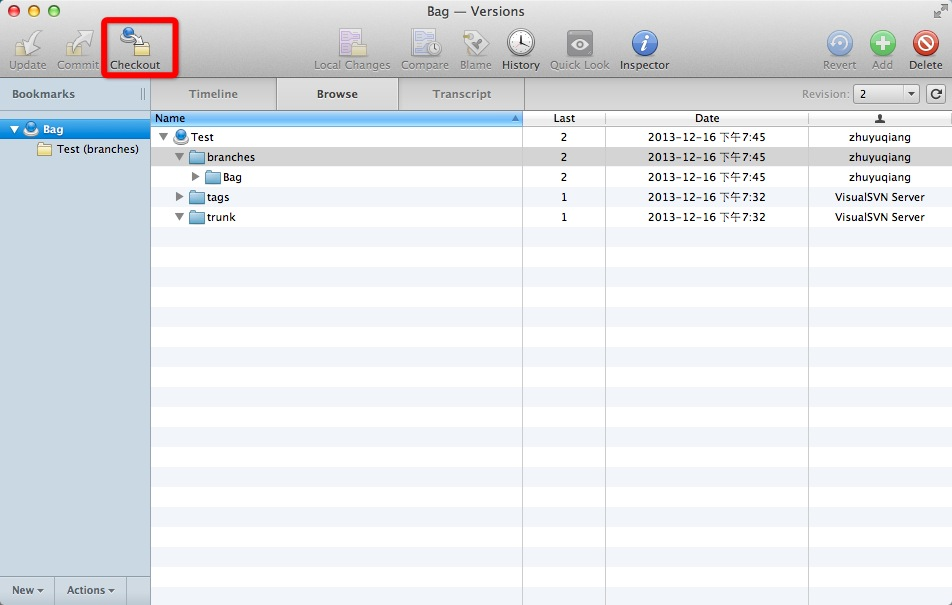 Bag — Versions
Update Commit Checkout Local Changes Compare Blame History Quick Look Inspector Revert Add Delete
Bookmarks Timeline Browse Transcript Revision: 2
Name Last Date
Bag
Test (branches)
Test 2 2013-12-16 下午7:45 zhuyuqiang
branches 2 2013-12-16 下午7:45 zhuyuqiang
Bag 2 2013-12-16 下午7:45 zhuyuqiang
tags 1 2013-12-16 下午7:32 VisualSVN Server
trunk 1 2013-12-16 下午7:32 VisualSVN Server
New Actions